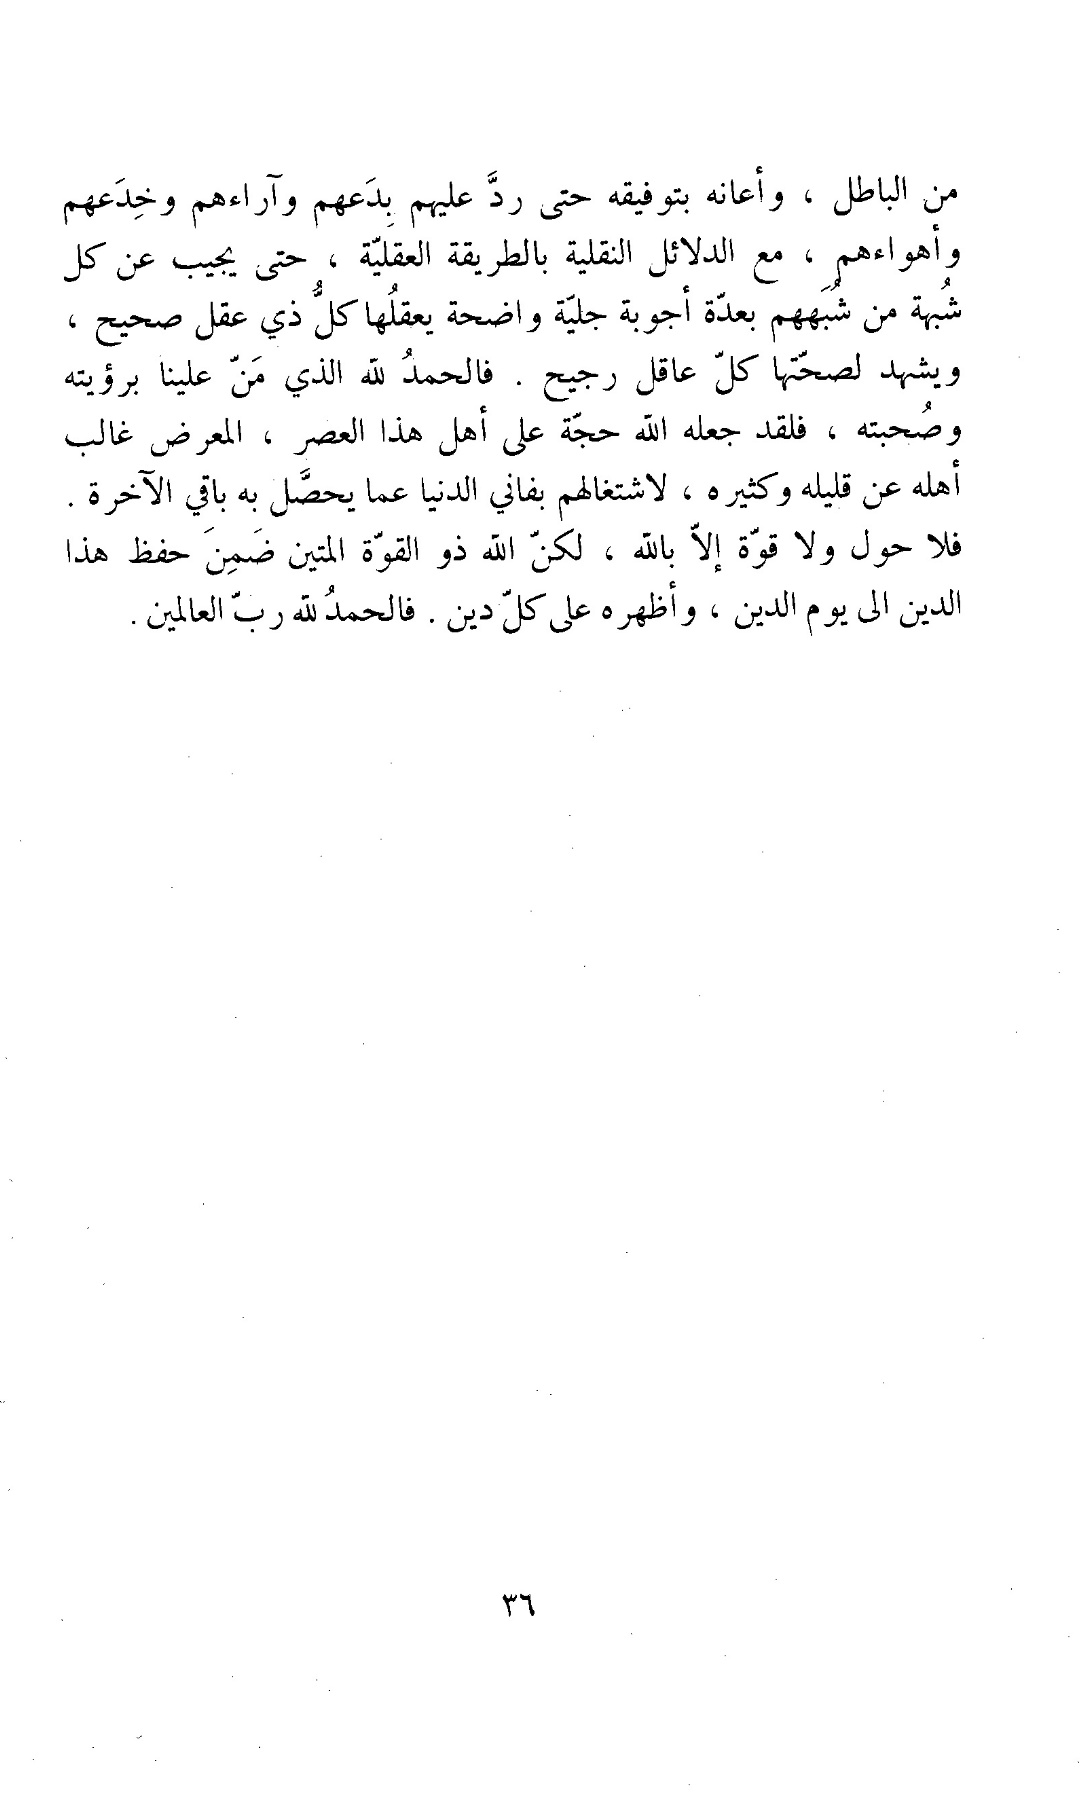 من الباطل ، وأعانه بتوفيقه حتى ردَّ عليهم بِدَعهم وآراءهم وخِدَعهم
وأهواءهم ، مع الدلائل النقلية بالطريقة العقليّة ، حتى يجيب عن كل
شُبهة من شُبَههم بعدّة أجوبة جليّة واضحة يعقلُها كلُّ ذي عقل صحيح ،
ويشهد لصحّتها كلّ عاقل رجيح . فالحمدُ لله الذي مَنّ علينا برؤيته
وصُحبته ، فلقد جعله الله حجّة على أهل هذا العصر ، المعرض غالب
أهله عن قليله وكثيره ، لاشتغالهم بفاني الدنيا عما يحصَّل به باقي الآخرة .
فلا حول ولا قوّة إلاّ بالله ، لكنّ الله ذو القوّة المتين ضَمِنَ حفظ هذا
الدين الى يوم الدين ، وأظهره على كلّ دين . فالحمدُ لله ربّ العالمين .
٣٦